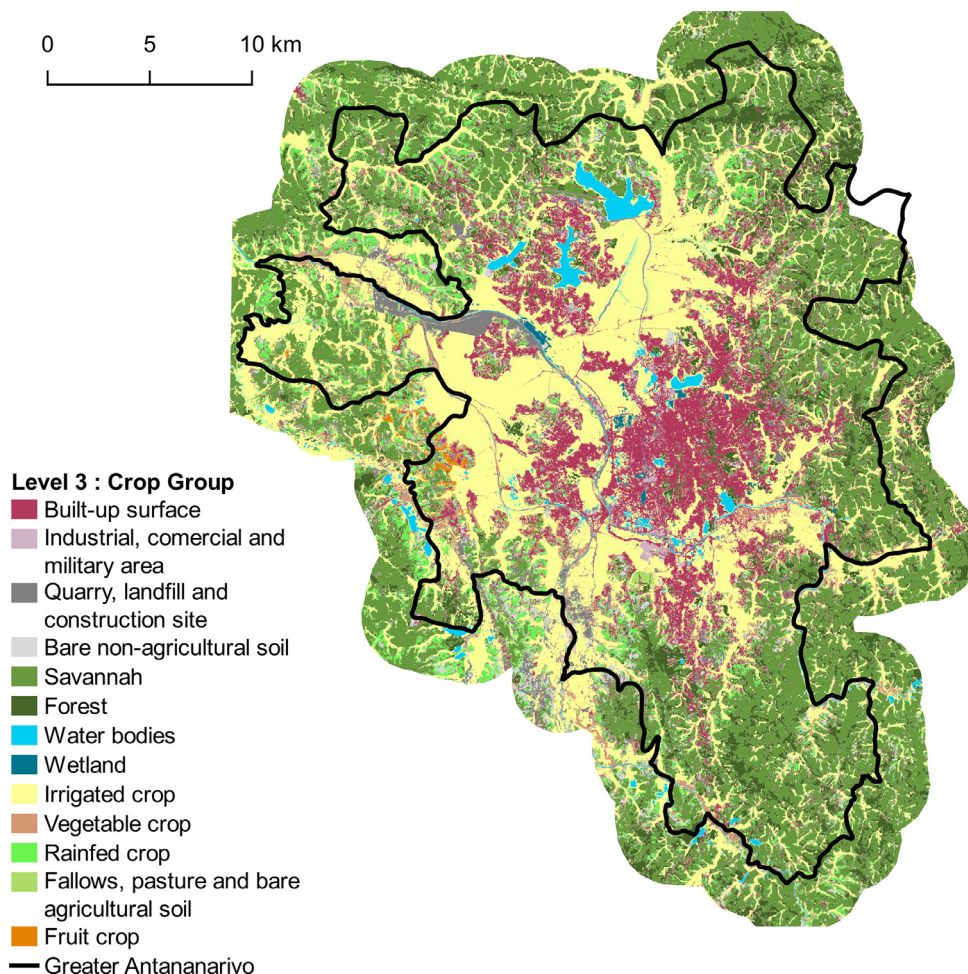 0 5 10 km
Level 3 : Crop Group
Built-up surface
Industrial, comercial and
military area
Quarry, landfill and
construction site
Bare non-agricultural soil
Savannah
Forest
Water bodies
Wetland
Irrigated crop
Vegetable crop
Rainfed crop
Fallows, pasture and bare
agricultural soil
Fruit crop
Greater Antananarivo